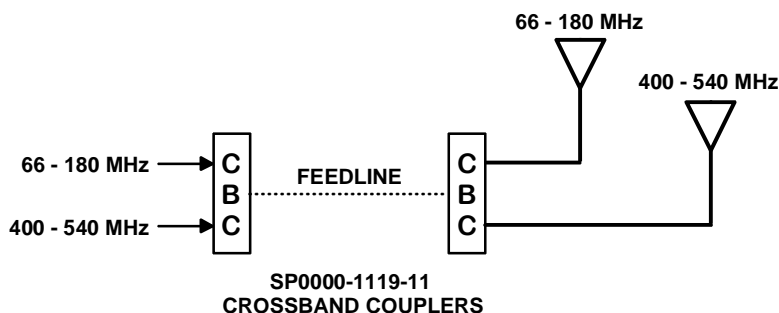 66 - 180 MHz
400 - 540 MHz
66 - 180 MHz
400 - 540 MHz
C
B
C
FEEDLINE
C
B
C
SP0000-1119-11
CROSSBAND COUPLERS